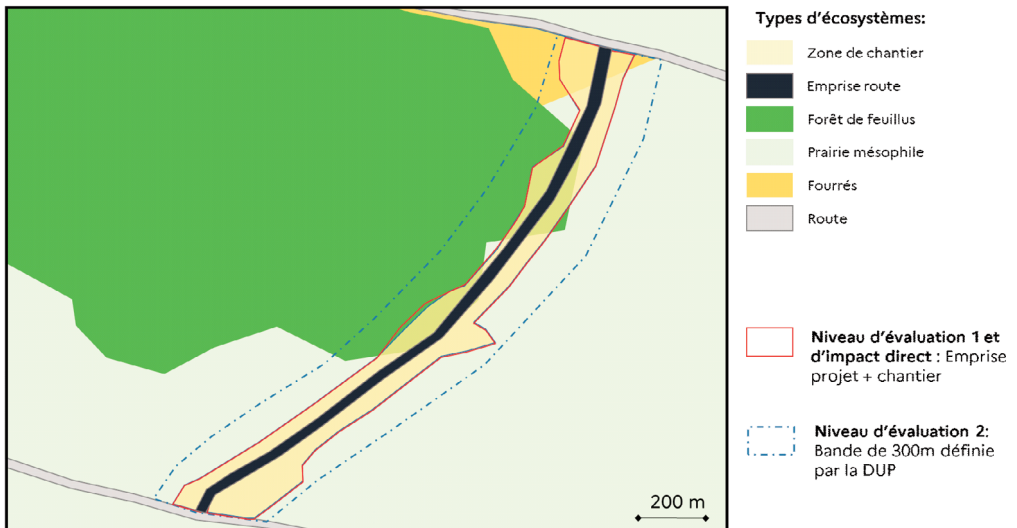 Types d'écosystèmes:
Zone de chantier
Emprise route
Forêt de feuillus
Prairie mésophile
Fourrés
Route
Niveau d'évaluation 1 et
d'impact direct : Emprise
projet + chantier
Niveau d'évaluation 2:
Bande de 300m définie
par la DUP
200 m